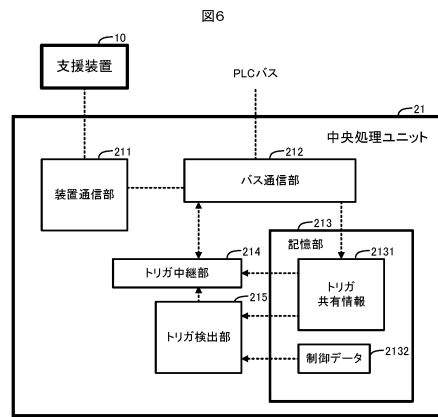 図6
10
支援装置
PLCバス
21
中央処理ユニット
211
装置通信部
212
バス通信部
213
記憶部
214
トリガ中継部
2131
トリガ
共有情報
215
トリガ検出部
2132
制御データ